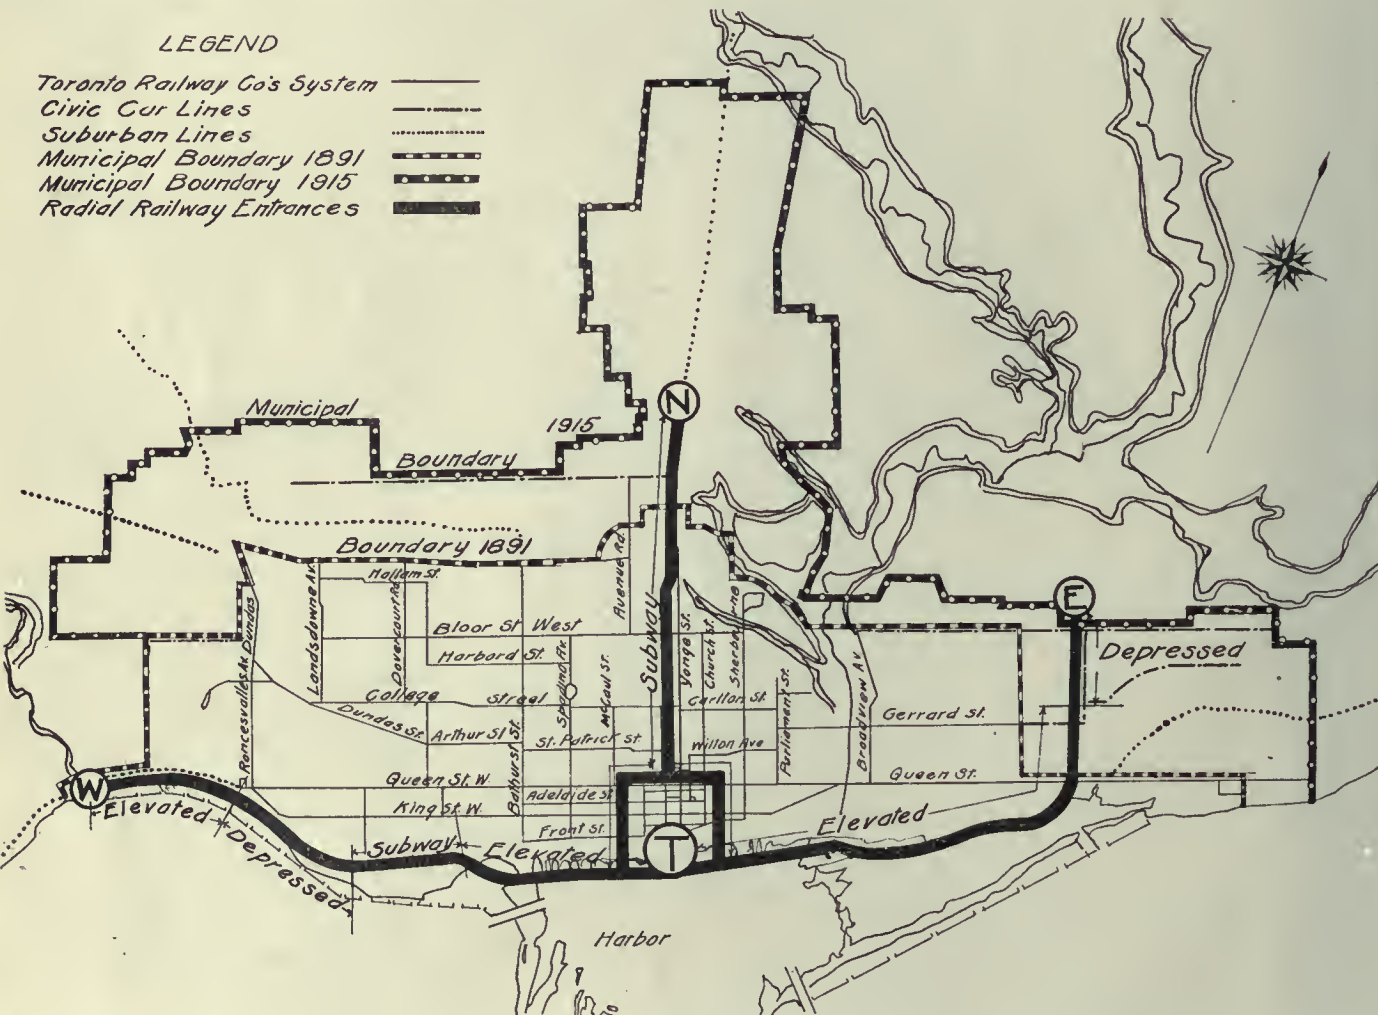 LEGEND
Toronto Railway Co's System
Civic Car Lines
Suburban Lines
Municipal Boundary 1891
Municipal Boundary 1915
Radial Railway Entrances
Municipal
1915
Boundary
N
Boundary 1891
Avenue Rd.
Hallam St.
Lansdowne Av.
Dovercourt Rd.
Dundas
Roncesvalles Av.
Bloor St West
Harbord St.
College Street
Dundas St.
Arthur St
Bathurst St.
Spadina Av.
McCaul St.
St. Patrick St.
Subway
Yonge St.
Church St.
Sherbourne
Carlton St.
Wilton Ave
Parliament St.
Broadview Av
Gerrard St.
E
Depressed
Queen St. W.
Queen St.
Adelaide St
King St. W.
Front St.
W
Elevated
Depressed
Subway
Elevated
T
Elevated
Harbor